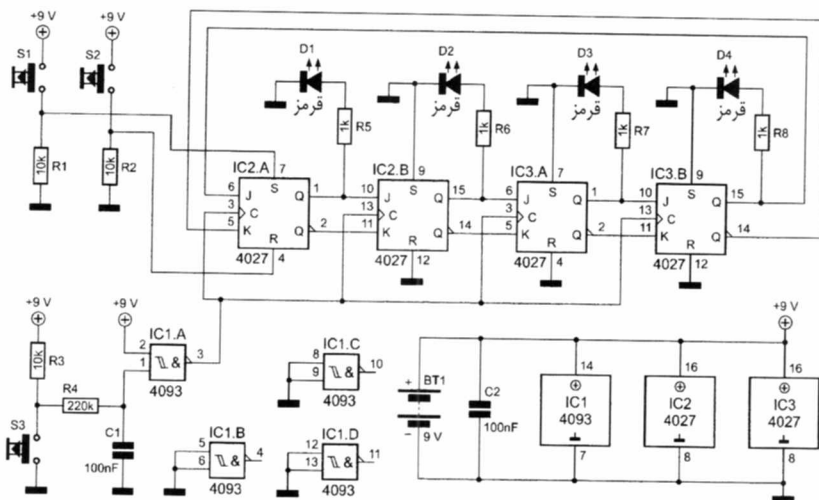 +9 V
+9 V
S1
S2
R1
10k
R2
10k
D1
فرمز
R5
1k
D2
فرمز
R6
1k
D3
فرمز
R7
1k
D4
فرمز
R8
1k
IC2.A
7
6
J
S
Q
1
3
C
5
K
Q
2
R
4027
4
IC2.B
9
10
J
S
Q
15
13
C
11
K
Q
14
R
4027
12
IC3.A
7
6
J
S
Q
1
3
C
5
K
Q
2
R
4027
4
IC3.B
9
10
J
S
Q
15
13
C
11
K
Q
14
R
4027
12
+9 V
R3
10k
R4
220k
S3
C1
100nF
+9 V
IC1.A
2
1
&
3
4093
IC1.B
5
6
&
4
4093
IC1.C
8
9
&
10
4093
IC1.D
12
13
&
11
4093
+
BT1
–
9 V
C2
100nF
+9 V
14
IC1
4093
7
16
IC2
4027
8
16
IC3
4027
8